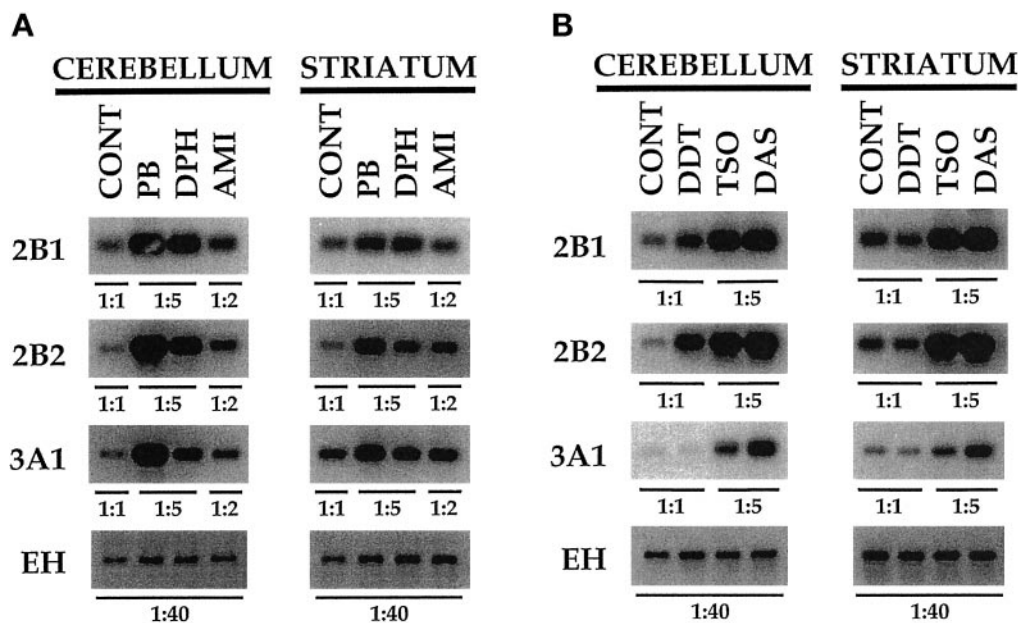 A
CEREBELLUM STRIATUM
CONT PB DPH AMI CONT PB DPH AMI
2B1
1:1 1:5 1:2 1:1 1:5 1:2
2B2
1:1 1:5 1:2 1:1 1:5 1:2
3A1
1:1 1:5 1:2 1:1 1:5 1:2
EH
1:40 1:40
B
CEREBELLUM STRIATUM
CONT DDT TSO DAS CONT DDT TSO DAS
2B1
1:1 1:5 1:1 1:5
2B2
1:1 1:5 1:1 1:5
3A1
1:1 1:5 1:1 1:5
EH
1:40 1:40